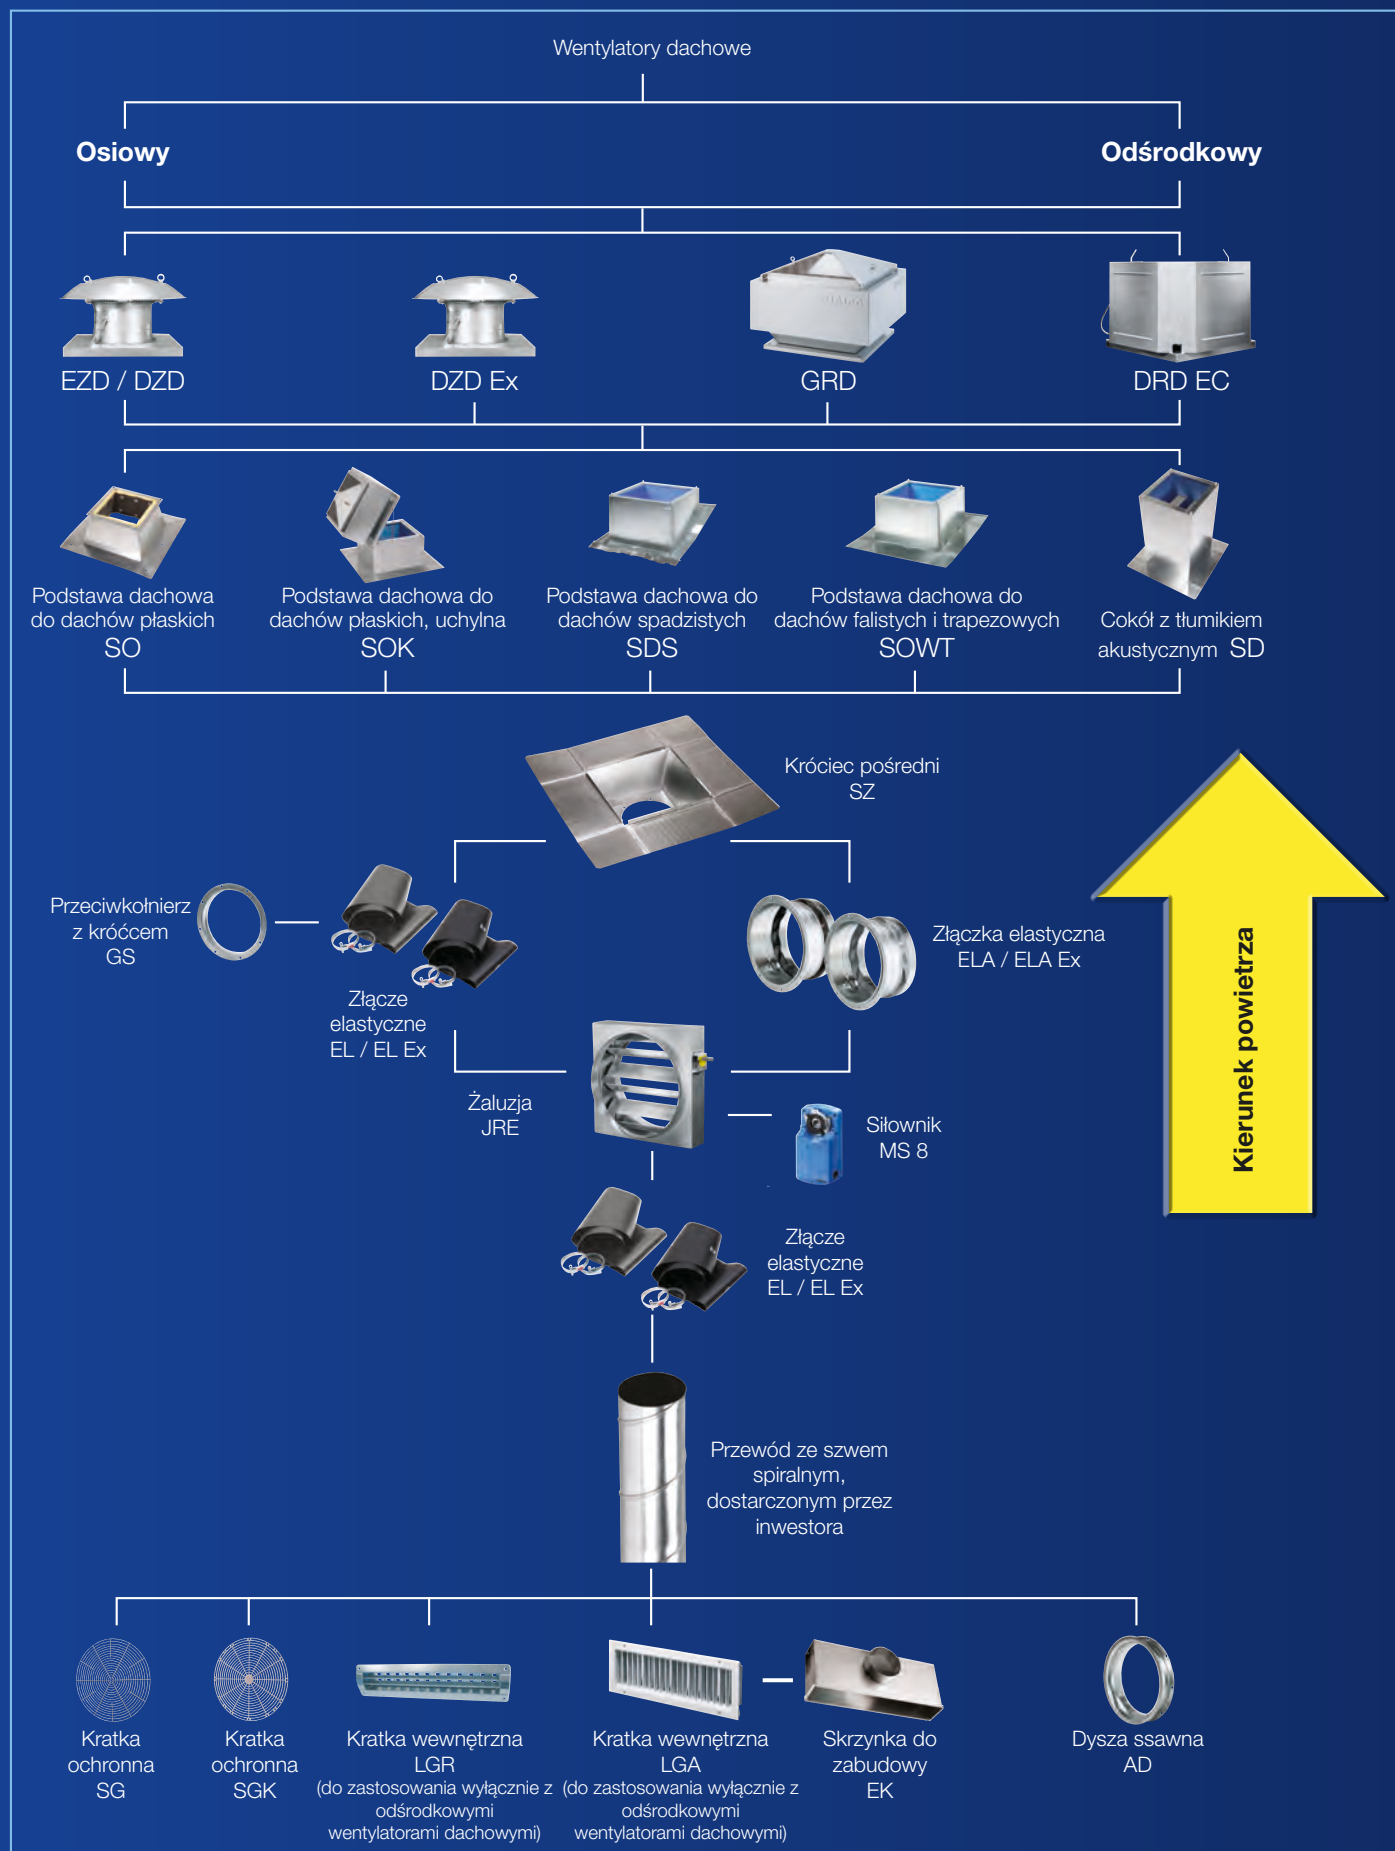 Wentylatory dachowe
Osiowy
Odśrodkowy
EZD / DZD
DZD Ex
GRD
DRD EC
Podstawa dachowa
do dachów płaskich
SO
Podstawa dachowa do
dachów płaskich, uchylna
SOK
Podstawa dachowa do
dachów spadzistych
SDS
Podstawa dachowa do
dachów falistych i trapezowych
SOWT
Cokół z tłumikiem
akustycznym SD
Króciec pośredni
SZ
Przeciwkołnierz
z króćcem
GS
Złącze
elastyczne
EL / EL Ex
Złączka elastyczna
ELA / ELA Ex
Kierunek powietrza
Żaluzja
JRE
Siłownik
MS 8
Złącze
elastyczne
EL / EL Ex
Przewód ze szwem
spiralnym,
dostarczonym przez
inwestora
Kratka
ochronna
SG
Kratka
ochronna
SGK
Kratka wewnętrzna
LGR
(do zastosowania wyłącznie z
odśrodkowymi
wentylatorami dachowymi)
Kratka wewnętrzna
LGA
(do zastosowania wyłącznie z
odśrodkowymi
wentylatorami dachowymi)
Skrzynka do
zabudowy
EK
Dysza ssawna
AD